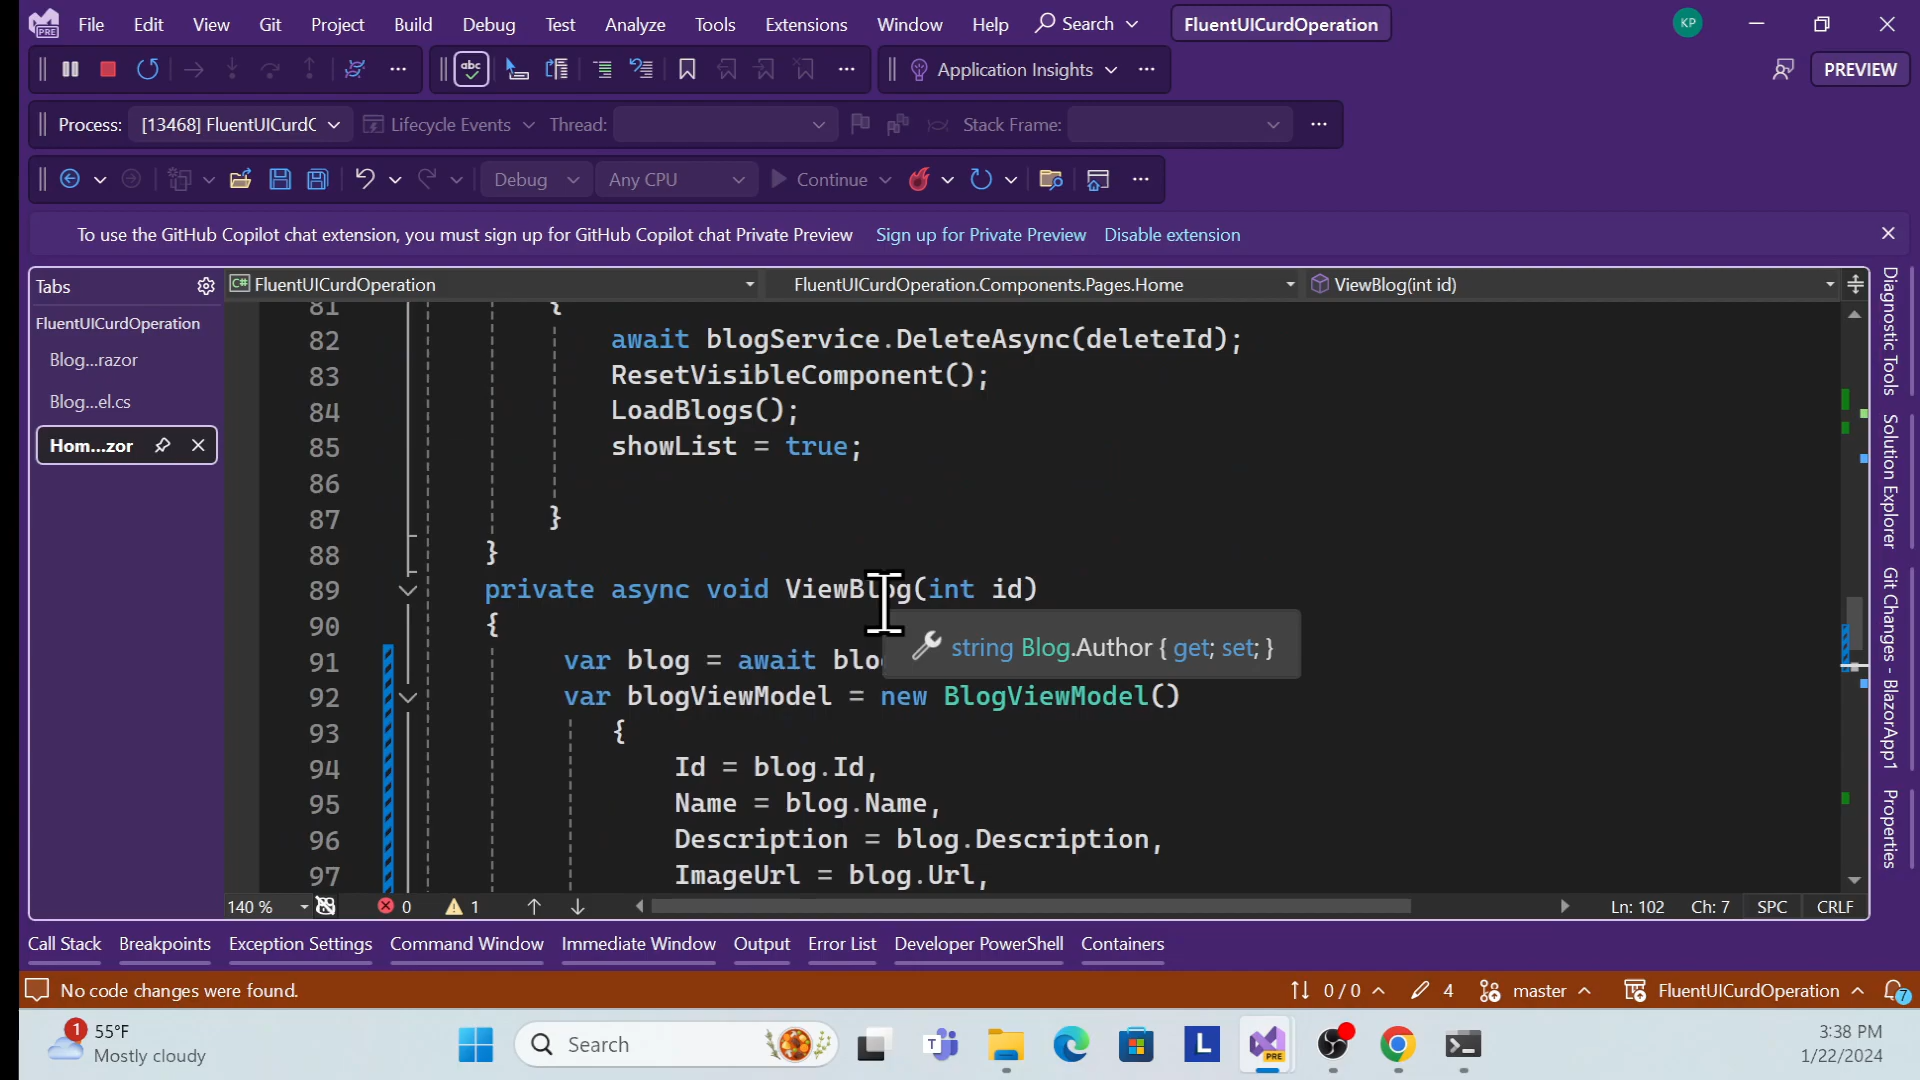 File Edit View Git Project Build Debug Test Analyze Tools Extensions Window Help Search FluentUICurdOperation KP
PRE abc Application Insights PREVIEW
Process: [13468] FluentUICurdC Lifecycle Events Thread: Stack Frame:
Debug Any CPU Continue
To use the GitHub Copilot chat extension, you must sign up for GitHub Copilot chat Private Preview Sign up for Private Preview Disable extension
Tabs
FluentUICurdOperation
Blog...razor
Blog...el.cs
Hom...zor
C# FluentUICurdOperation FluentUICurdOperation.Components.Pages.Home ViewBlog(int id)
81 {
82 await blogService.DeleteAsync(deleteId);
83 ResetVisibleComponent();
84 LoadBlogs();
85 showList = true;
86
87 }
88 }
89 private async void ViewBlog(int id)
90 {
string Blog.Author { get; set; }
91 var blog = await
92 var blogViewModel = new BlogViewModel()
93 {
94 Id = blog.Id,
95 Name = blog.Name,
96 Description = blog.Description,
97 ImageUrl = blog.Url,
140 % 0 1 Ln: 102 Ch: 7 SPC CRLF
Diagnostic Tools
Solution Explorer
Git Changes - BlazorApp1
Properties
Call Stack Breakpoints Exception Settings Command Window Immediate Window Output Error List Developer PowerShell Containers
No code changes were found. 0 / 0 4 master FluentUICurdOperation 7
1 55°F
Mostly cloudy
Search
T
L
PRE
3:38 PM
1/22/2024